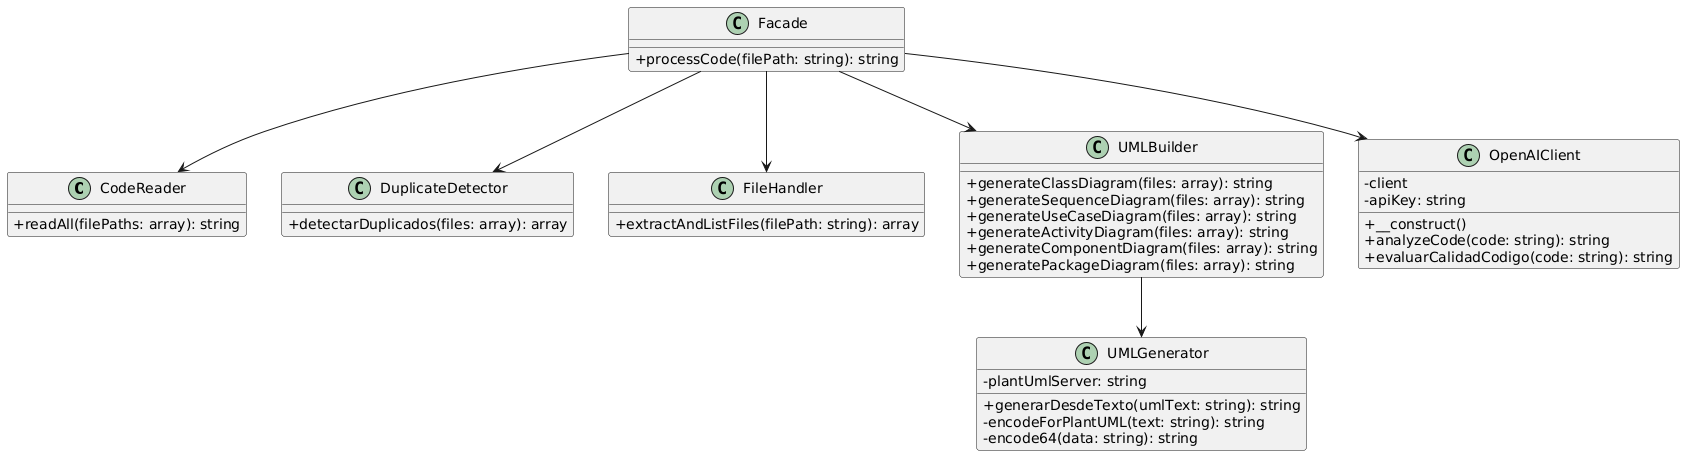 C Facade
+processCode(filePath: string): string
C CodeReader
+readAll(filePaths: array): string
C DuplicateDetector
+detectarDuplicados(files: array): array
C FileHandler
+extractAndListFiles(filePath: string): array
C UMLBuilder
+generateClassDiagram(files: array): string
+generateSequenceDiagram(files: array): string
+generateUseCaseDiagram(files: array): string
+generateActivityDiagram(files: array): string
+generateComponentDiagram(files: array): string
+generatePackageDiagram(files: array): string
C OpenAIClient
-client
-apiKey: string
+__construct()
+analyzeCode(code: string): string
+evaluarCalidadCodigo(code: string): string
C UMLGenerator
-plantUmlServer: string
+generarDesdeTexto(umlText: string): string
-encodeForPlantUML(text: string): string
-encode64(data: string): string